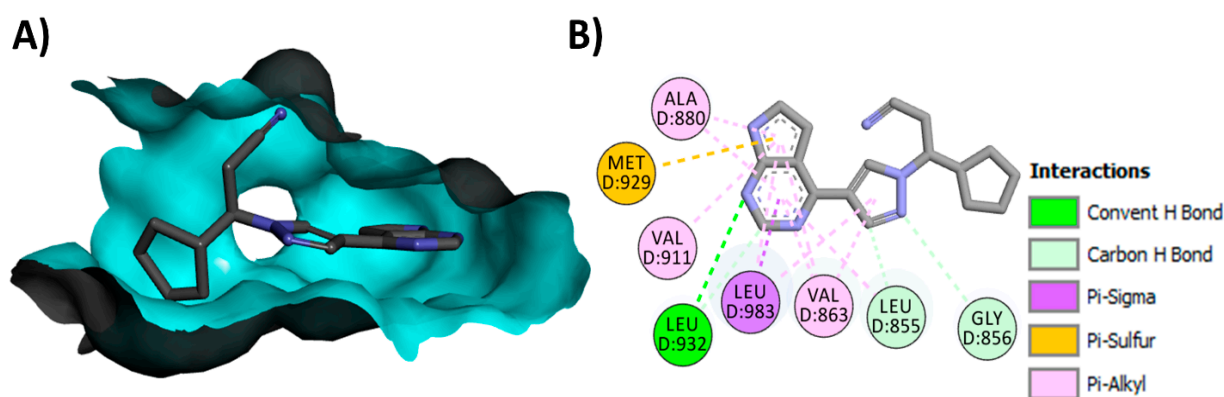 A)
B)
ALA
D:880
MET
D:929
VAL
D:911
LEU
D:932
LEU
D:983
VAL
D:863
LEU
D:855
GLY
D:856
Interactions
Convent H Bond
Carbon H Bond
Pi-Sigma
Pi-Sulfur
Pi-Alkyl